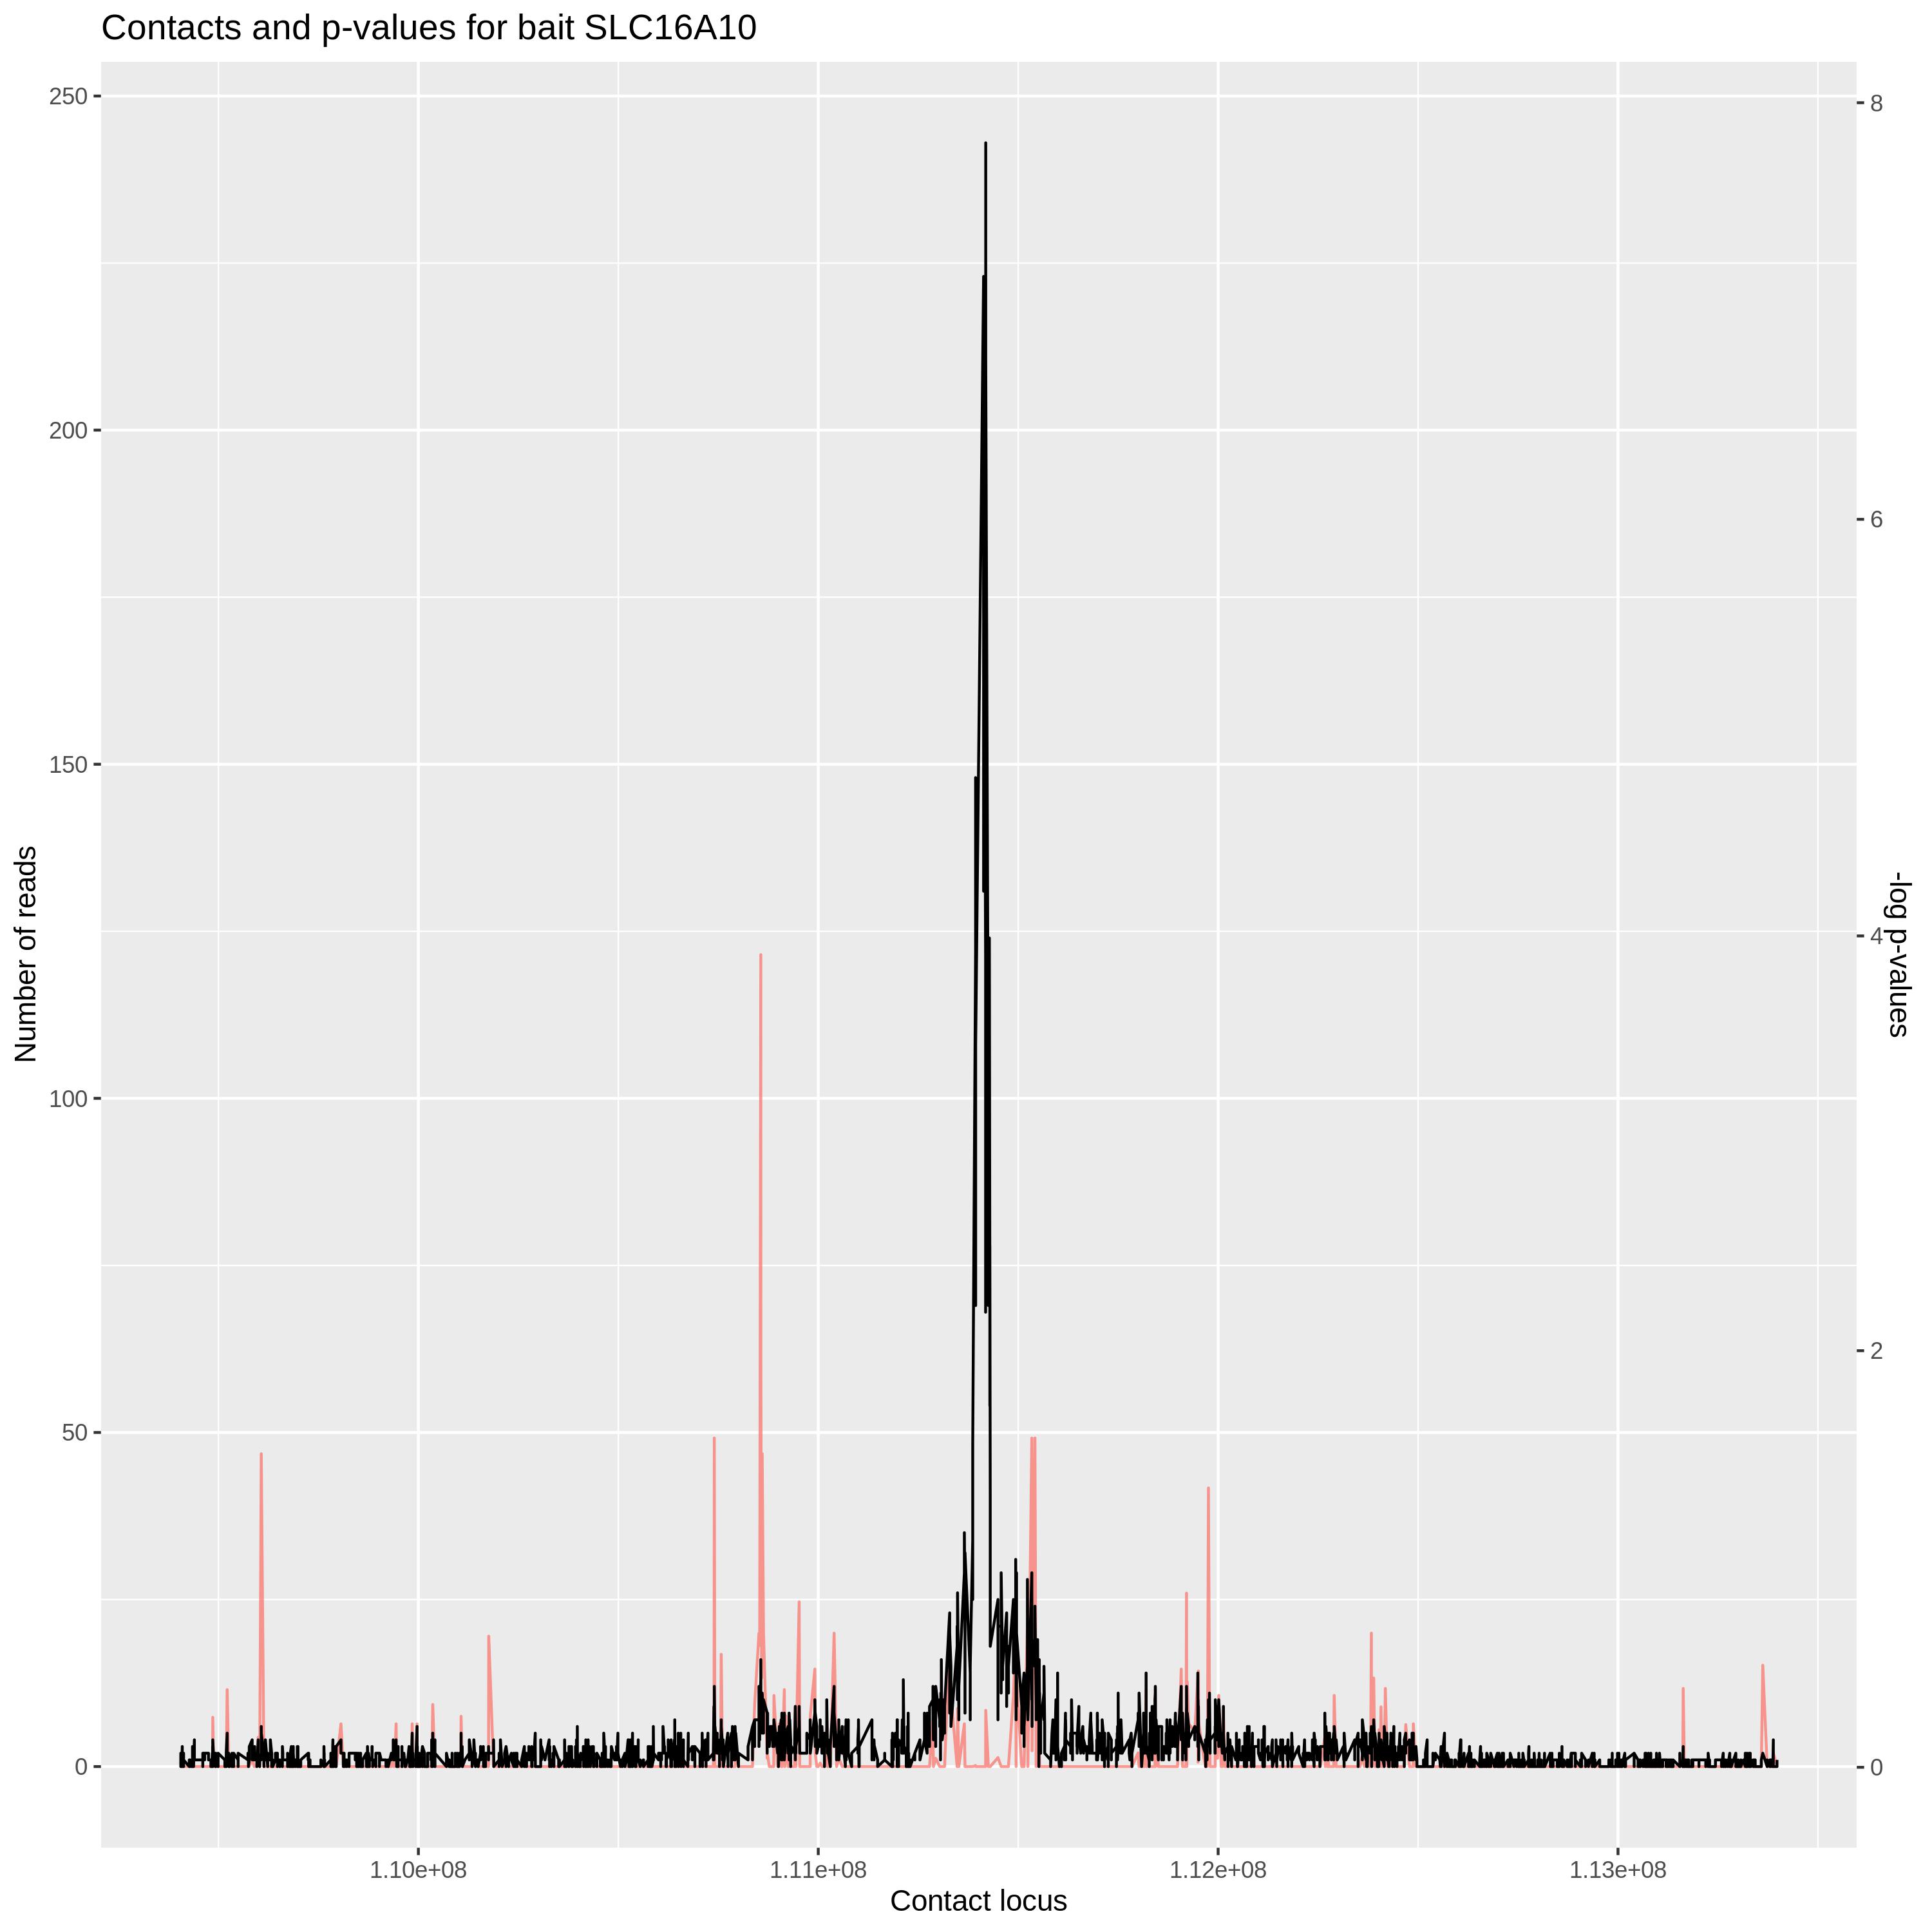 Contacts and p-values for bait SLC16A10
250
200
150
100
50
0
Number of reads
8
6
4
2
0
-log p-values
1.10e+08
1.11e+08
1.12e+08
1.13e+08
Contact locus